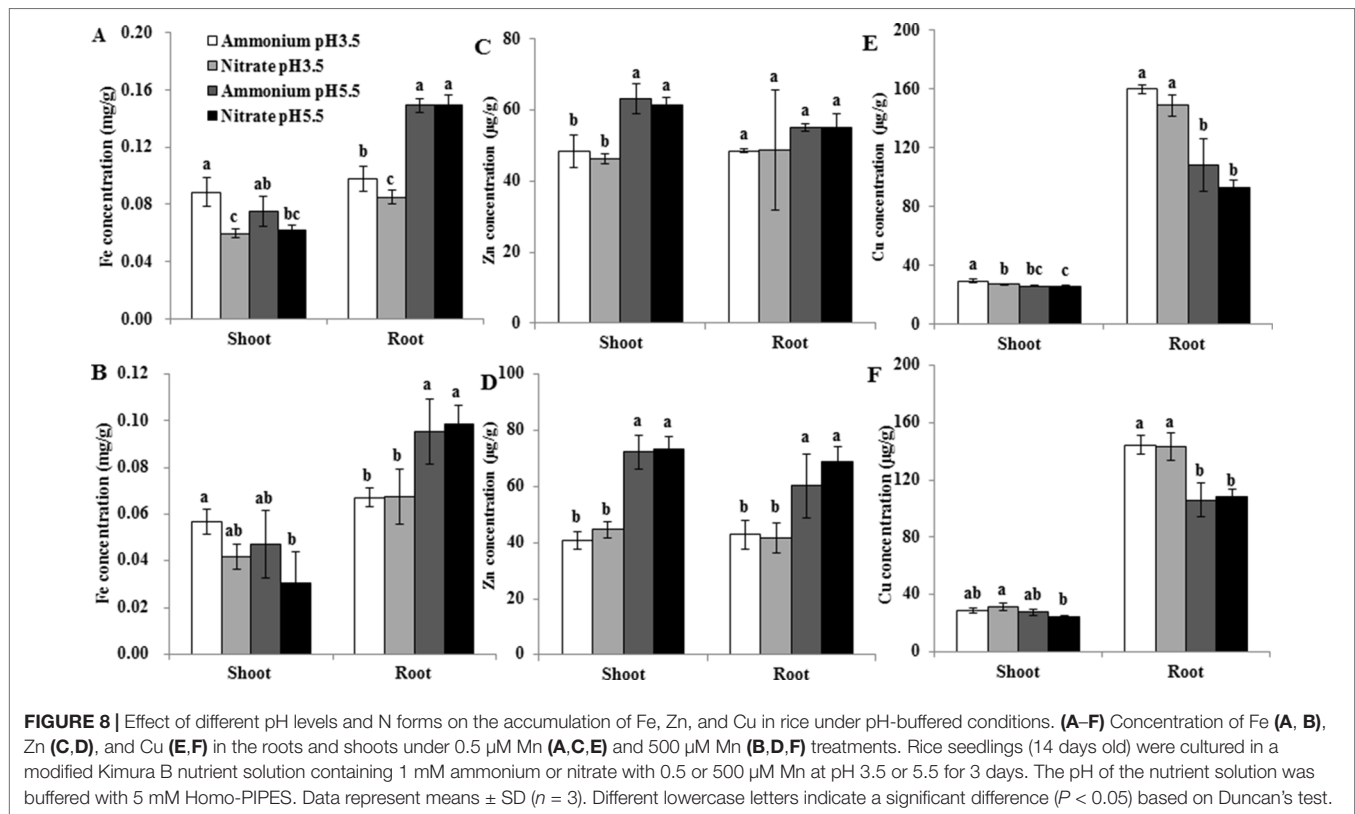 A
Ammonium pH3.5
Nitrate pH3.5
Ammonium pH5.5
Nitrate pH5.5
Fe concentration (mg/g)
0.20
0.16
0.12
0.08
0.04
0.00
a
c
ab
bc
b
c
a
a
Shoot
Root
C
Zn concentration (µg/g)
80
60
40
20
0
b
b
a
a
a
a
a
a
Shoot
Root
E
Cu concentration (µg/g)
200
160
120
80
40
0
a
b
bc
c
a
a
b
b
Shoot
Root
B
Fe concentration (mg/g)
0.12
0.10
0.08
0.06
0.04
0.02
0.00
a
ab
ab
b
b
b
a
a
Shoot
Root
D
Zn concentration (µg/g)
100
80
60
40
20
0
b
b
a
a
b
b
a
a
Shoot
Root
F
Cu concentration (µg/g)
200
160
120
80
40
0
ab
a
ab
b
a
a
b
b
Shoot
Root
FIGURE 8 | Effect of different pH levels and N forms on the accumulation of Fe, Zn, and Cu in rice under pH-buffered conditions. (A–F) Concentration of Fe (A, B),
Zn (C,D), and Cu (E,F) in the roots and shoots under 0.5 µM Mn (A,C,E) and 500 µM Mn (B,D,F) treatments. Rice seedlings (14 days old) were cultured in a
modified Kimura B nutrient solution containing 1 mM ammonium or nitrate with 0.5 or 500 µM Mn at pH 3.5 or 5.5 for 3 days. The pH of the nutrient solution was
buffered with 5 mM Homo-PIPES. Data represent means ± SD (n = 3). Different lowercase letters indicate a significant difference (P < 0.05) based on Duncan's test.